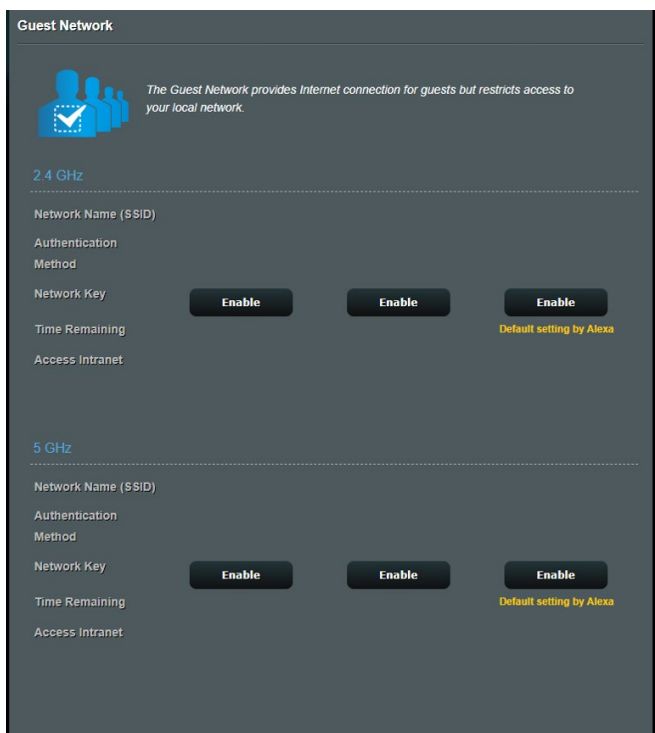 Guest Network
The Guest Network provides Internet connection for guests but restricts access to
your local network.
2.4 GHz
Network Name (SSID)
Authentication
Method
Network Key
Enable Enable Enable
Time Remaining
Default setting by Alexa
Access Intranet
5 GHz
Network Name (SSID)
Authentication
Method
Network Key
Enable Enable Enable
Time Remaining
Default setting by Alexa
Access Intranet